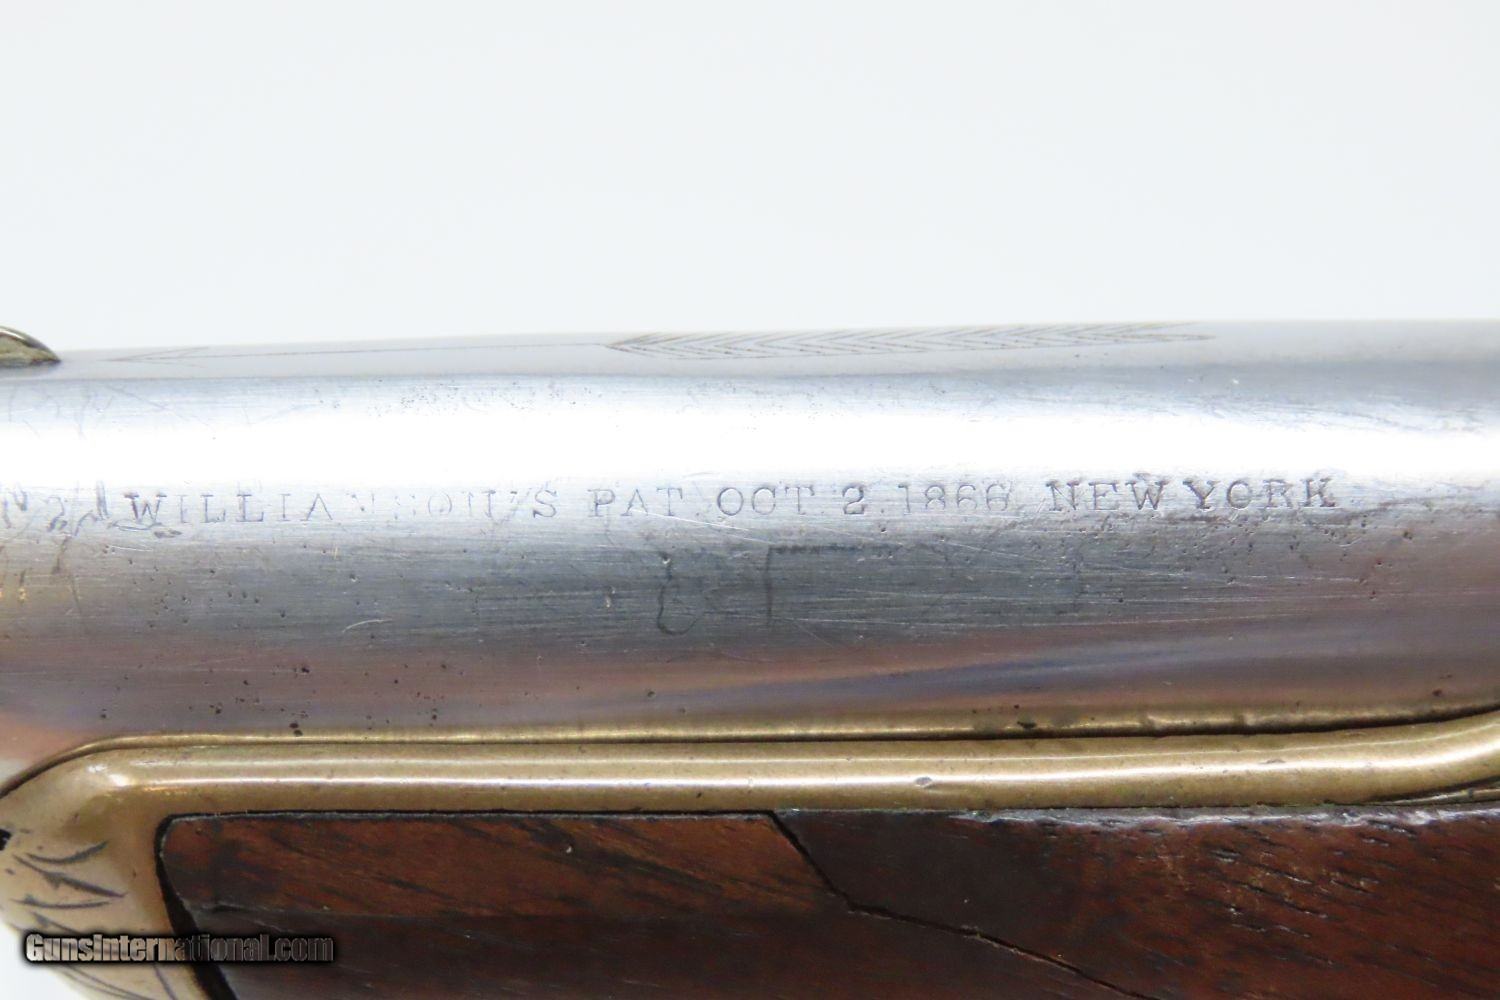 WILLIAMSON'S PAT. OCT. 2. 1866 NEW YORK
GunsInternational.com